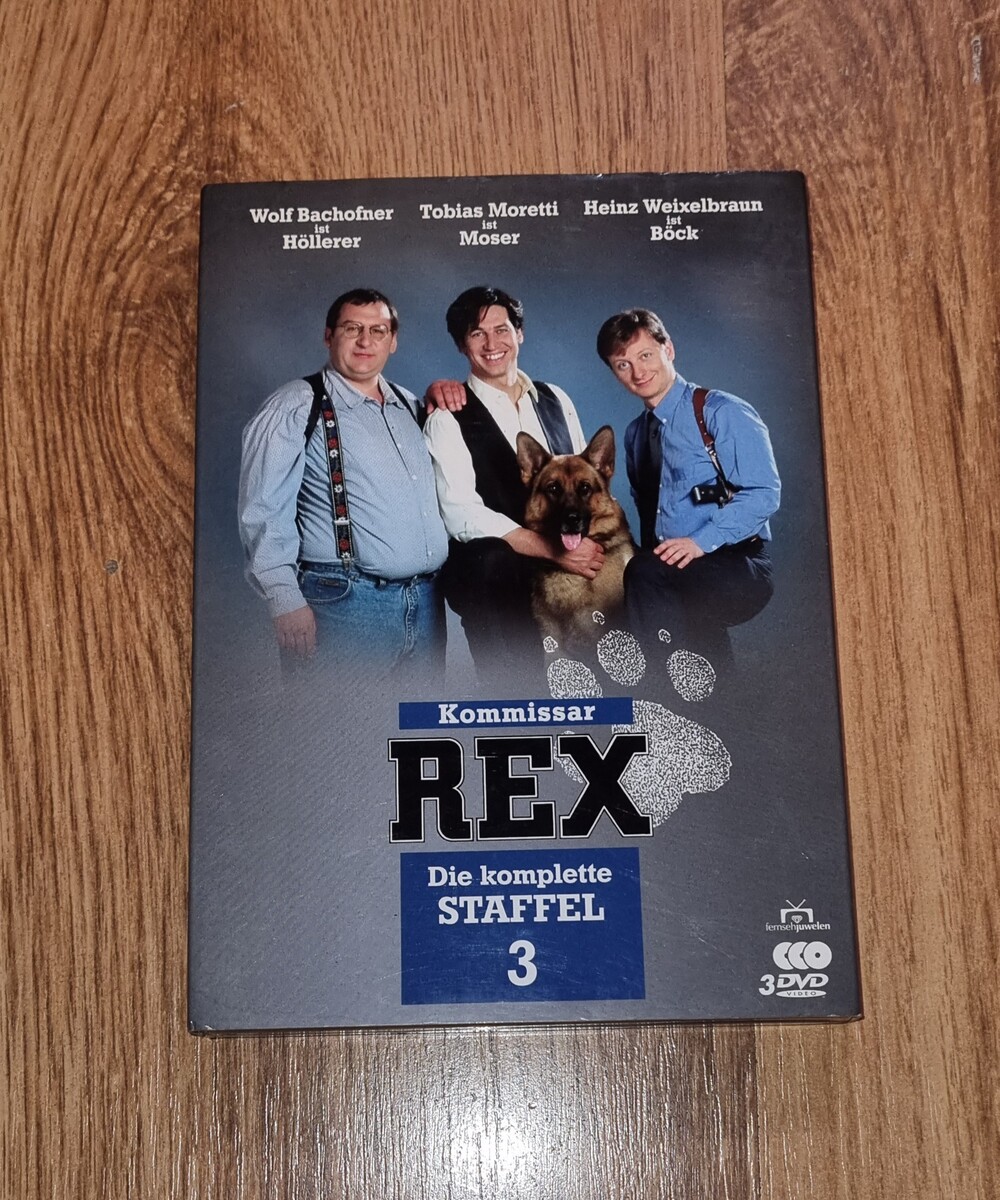 Wolf Bachofner
ist
Höllerer
Tobias Moretti
ist
Moser
Heinz Weixelbraun
ist
Böck
Kommissar
REX
Die komplette
STAFFEL
3
fernsehjuwelen
3 DVD
VIDEO